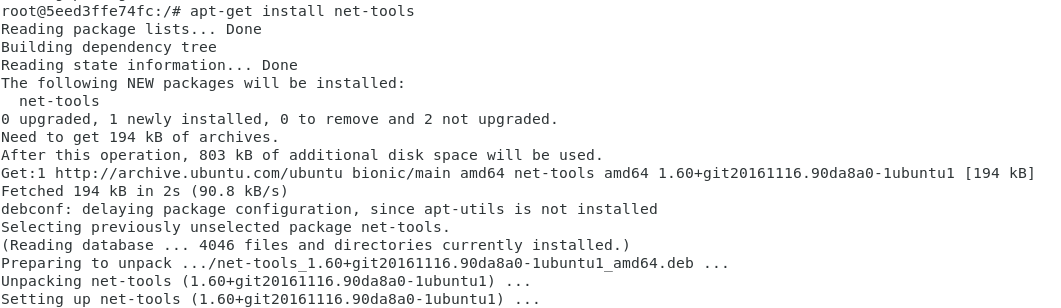 root@5eed3ffe74fc:/# apt-get install net-tools
Reading package lists... Done
Building dependency tree
Reading state information... Done
The following NEW packages will be installed:
  net-tools
0 upgraded, 1 newly installed, 0 to remove and 2 not upgraded.
Need to get 194 kB of archives.
After this operation, 803 kB of additional disk space will be used.
Get:1 http://archive.ubuntu.com/ubuntu bionic/main amd64 net-tools amd64 1.60+git20161116.90da8a0-1ubuntu1 [194 kB]
Fetched 194 kB in 2s (90.8 kB/s)
debconf: delaying package configuration, since apt-utils is not installed
Selecting previously unselected package net-tools.
(Reading database ... 4046 files and directories currently installed.)
Preparing to unpack .../net-tools_1.60+git20161116.90da8a0-1ubuntu1_amd64.deb ...
Unpacking net-tools (1.60+git20161116.90da8a0-1ubuntu1) ...
Setting up net-tools (1.60+git20161116.90da8a0-1ubuntu1) ...